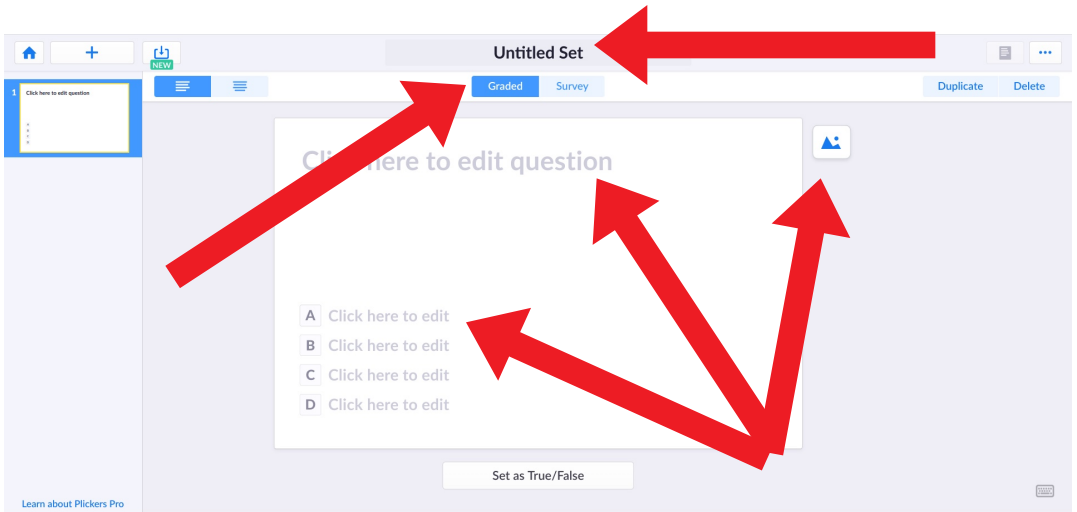 Untitled Set
NEW
Graded Survey
Duplicate Delete
1 Click here to edit question
Click here to edit question
A Click here to edit
B Click here to edit
C Click here to edit
D Click here to edit
Set as True/False
Learn about Plickers Pro